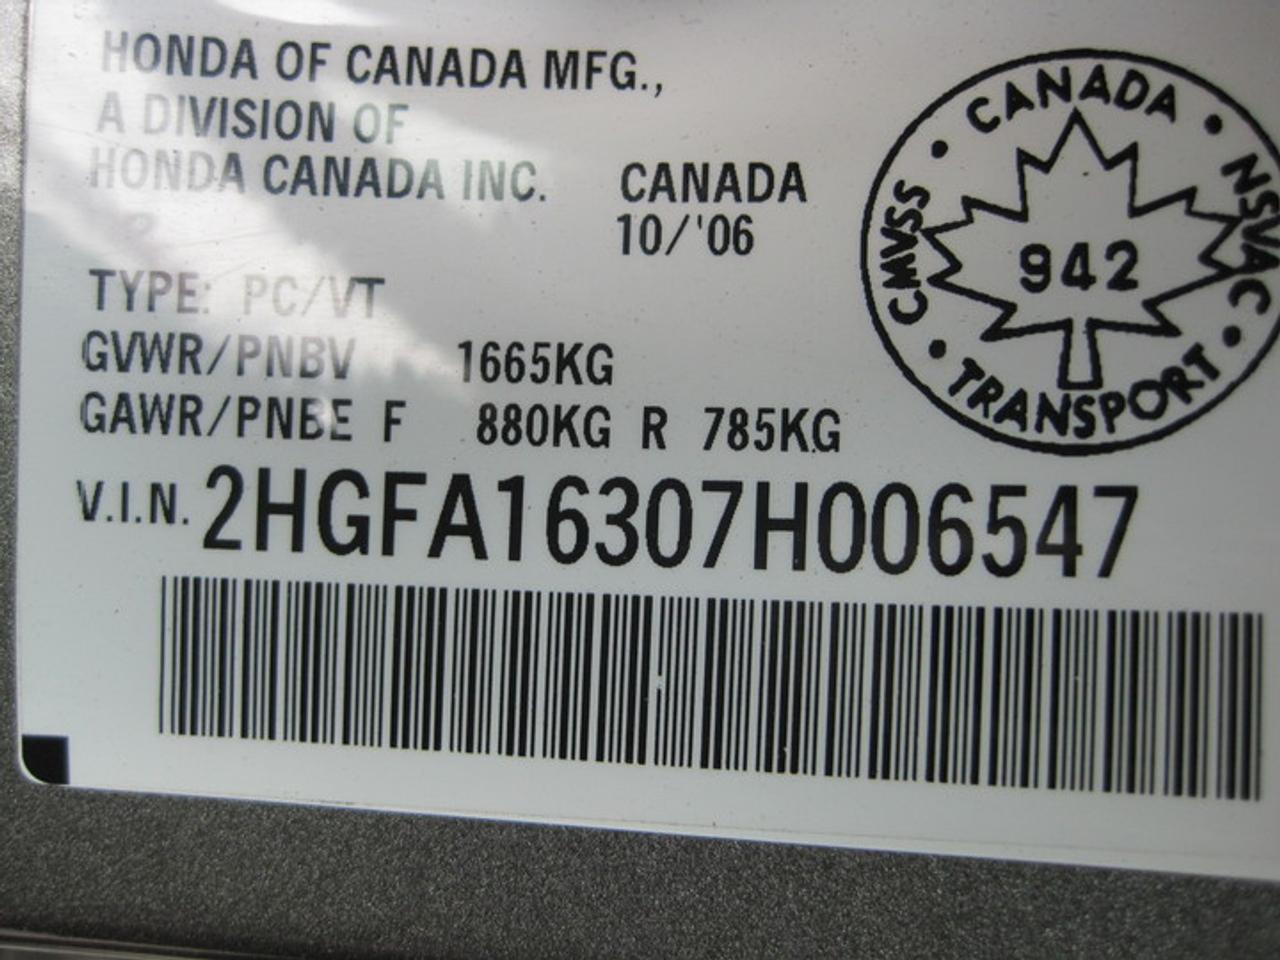 HONDA OF CANADA MFG.,
A DIVISION OF
HONDA CANADA INC. CANADA
10/'06
TYPE: PC/VT
GVWR/PNBV 1665KG
GAWR/PNBE F 880KG R 785KG
V.I.N. 2HGFA16307H006547
CANADA • NSVAC • TRANSPORT • CMVSS •
942